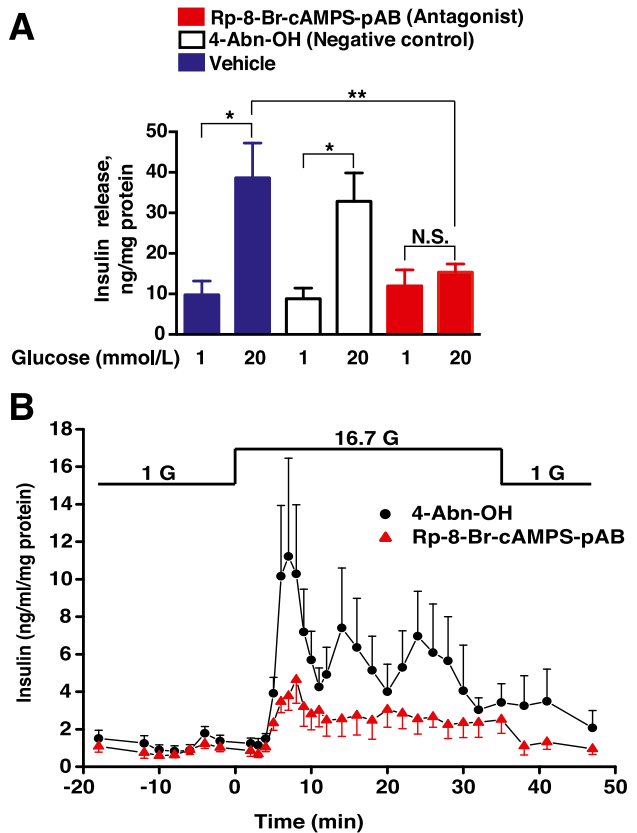 A
Rp-8-Br-cAMPS-pAB (Antagonist)
4-Abn-OH (Negative control)
Vehicle
**
*
*
N.S.
Insulin release,
ng/mg protein
50
40
30
20
10
0
Glucose (mmol/L) 1 20 1 20 1 20
B
18
16
14
12
10
8
6
4
2
0
Insulin (ng/ml/mg protein)
16.7 G
1 G
1 G
4-Abn-OH
Rp-8-Br-cAMPS-pAB
-20 -10 0 10 20 30 40 50
Time (min)